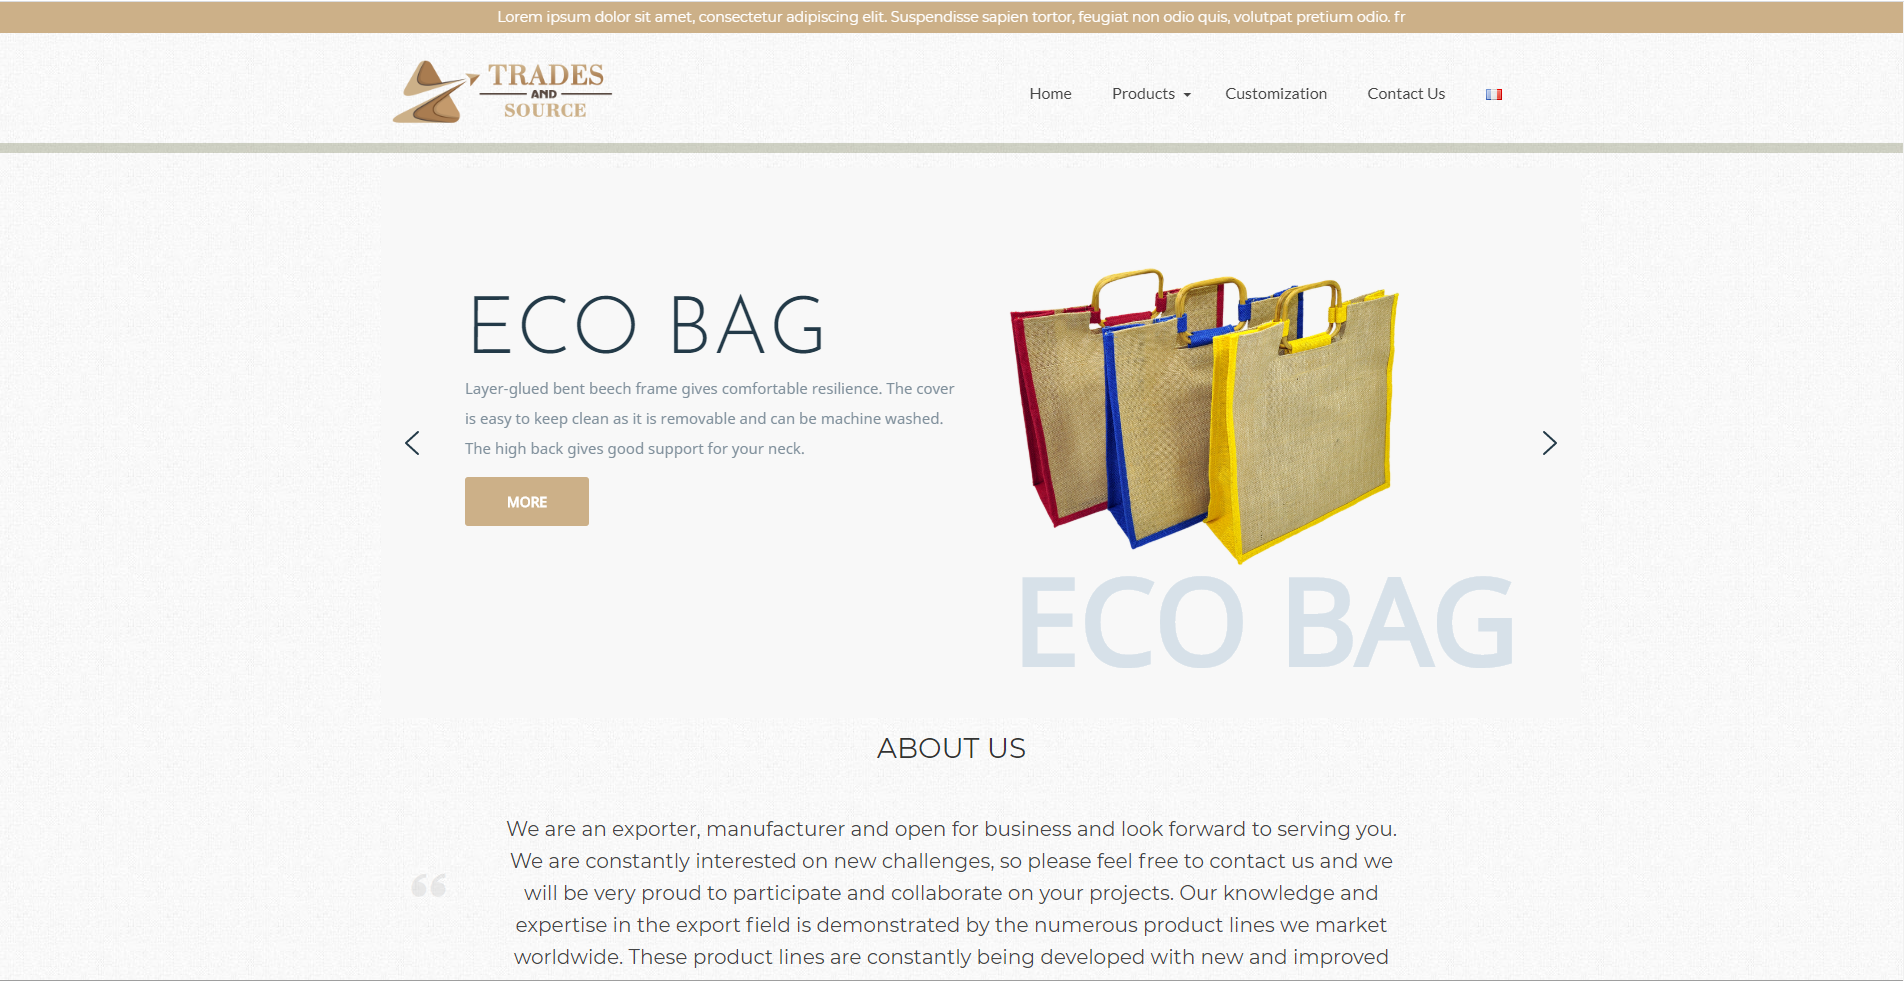 Lorem ipsum dolor sit amet, consectetur adipiscing elit. Suspendisse sapien tortor, feugiat non odio quis, volutpat pretium odio. fr
TRADES
AND
SOURCE
Home Products Customization Contact Us
ECO BAG
Layer-glued bent beech frame gives comfortable resilience. The cover
is easy to keep clean as it is removable and can be machine washed.
The high back gives good support for your neck.
MORE
ECO BAG
ABOUT US
We are an exporter, manufacturer and open for business and look forward to serving you.
We are constantly interested on new challenges, so please feel free to contact us and we
will be very proud to participate and collaborate on your projects. Our knowledge and
expertise in the export field is demonstrated by the numerous product lines we market
worldwide. These product lines are constantly being developed with new and improved